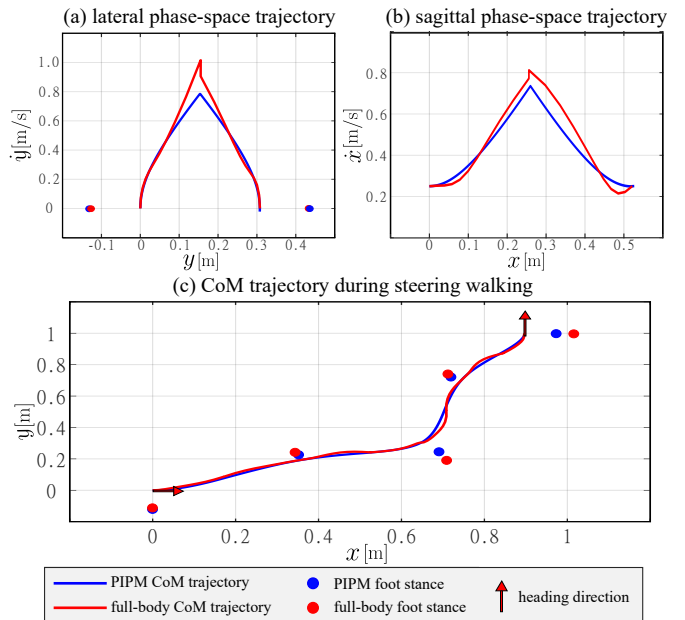 (a) lateral phase-space trajectory
(b) sagittal phase-space trajectory
1.0
0.8
0.6
0.4
0.2
0
ẏ[m/s]
-0.1
0
0.1
0.2
0.3
0.4
y[m]
0.8
0.6
0.4
0.2
ẋ[m/s]
0
0.1
0.2
0.3
0.4
0.5
x[m]
(c) CoM trajectory during steering walking
1
0.8
0.6
0.4
0.2
0
y[m]
0
0.2
0.4
0.6
0.8
1
x[m]
PIPM CoM trajectory
PIPM foot stance
heading direction
full-body CoM trajectory
full-body foot stance